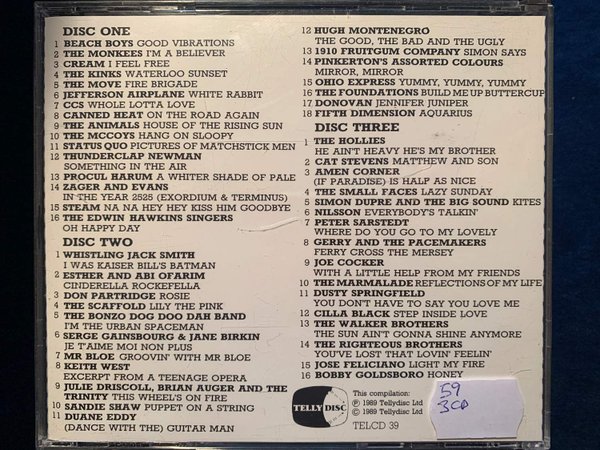 DISC ONE
1 BEACH BOYS GOOD VIBRATIONS
2 THE MONKEES I'M A BELIEVER
3 CREAM I FEEL FREE
4 THE KINKS WATERLOO SUNSET
5 THE MOVE FIRE BRIGADE
6 JEFFERSON AIRPLANE WHITE RABBIT
7 CCS WHOLE LOTTA LOVE
8 CANNED HEAT ON THE ROAD AGAIN
9 THE ANIMALS HOUSE OF THE RISING SUN
10 THE MCCOYS HANG ON SLOOPY
11 STATUS QUO PICTURES OF MATCHSTICK MEN
12 THUNDERCLAP NEWMAN
SOMETHING IN THE AIR
13 PROCUL HARUM A WHITER SHADE OF PALE
14 ZAGER AND EVANS
IN THE YEAR 2525 (EXORDIUM & TERMINUS)
15 STEAM NA NA HEY HEY KISS HIM GOODBYE
16 THE EDWIN HAWKINS SINGERS
OH HAPPY DAY
DISC TWO
1 WHISTLING JACK SMITH
I WAS KAISER BILL'S BATMAN
2 ESTHER AND ABI OFARIM
CINDERELLA ROCKEFELLA
3 DON PARTRIDGE ROSIE
4 THE SCAFFOLD LILY THE PINK
5 THE BONZO DOG DOO DAH BAND
I'M THE URBAN SPACEMAN
6 SERGE GAINSBOURG & JANE BIRKIN
JE T'AIME MOI NON PLUS
7 MR BLOE GROOVIN' WITH MR BLOE
8 KEITH WEST
EXCERPT FROM A TEENAGE OPERA
9 JULIE DRISCOLL, BRIAN AUGER AND THE
TRINITY THIS WHEEL'S ON FIRE
10 SANDIE SHAW PUPPET ON A STRING
11 DUANE EDDY
(DANCE WITH THE) GUITAR MAN
12 HUGH MONTENEGRO
THE GOOD, THE BAD AND THE UGLY
13 1910 FRUITGUM COMPANY SIMON SAYS
14 PINKERTON'S ASSORTED COLOURS
MIRROR, MIRROR
15 OHIO EXPRESS YUMMY, YUMMY, YUMMY
16 THE FOUNDATIONS BUILD ME UP BUTTERCUP
17 DONOVAN JENNIFER JUNIPER
18 FIFTH DIMENSION AQUARIUS
DISC THREE
1 THE HOLLIES
HE AIN'T HEAVY HE'S MY BROTHER
2 CAT STEVENS MATTHEW AND SON
3 AMEN CORNER
(IF PARADISE) IS HALF AS NICE
4 THE SMALL FACES LAZY SUNDAY
5 SIMON DUPRE AND THE BIG SOUND KITES
6 NILSSON EVERYBODY'S TALKIN'
7 PETER SARSTEDT
WHERE DO YOU GO TO MY LOVELY
8 GERRY AND THE PACEMAKERS
FERRY CROSS THE MERSEY
9 JOE COCKER
WITH A LITTLE HELP FROM MY FRIENDS
10 THE MARMALADE REFLECTIONS OF MY LIFE
11 DUSTY SPRINGFIELD
YOU DON'T HAVE TO SAY YOU LOVE ME
12 CILLA BLACK STEP INSIDE LOVE
13 THE WALKER BROTHERS
THE SUN AIN'T GONNA SHINE ANYMORE
14 THE RIGHTEOUS BROTHERS
YOU'VE LOST THAT LOVIN' FEELIN'
15 JOSE FELICIANO LIGHT MY FIRE
16 BOBBY GOLDSBORO HONEY
TELLY DISC
This compilation:
℗ 1989 Tellydisc Ltd
© 1989 Tellydisc Ltd
TELCD 39
59
3CD